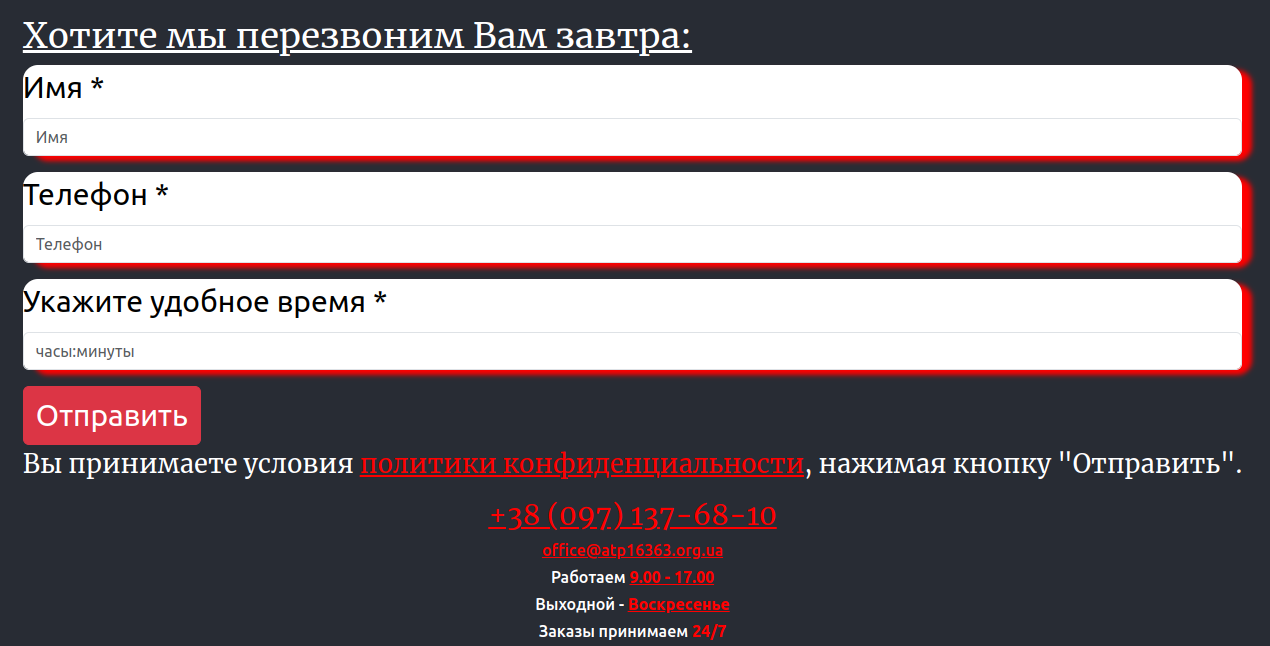 Хотите мы перезвоним Вам завтра:
Имя *
Имя
Телефон *
Телефон
Укажите удобное время *
часы:минуты
Отправить
Вы принимаете условия политики конфиденциальности, нажимая кнопку "Отправить".
+38 (097) 137-68-10
office@atp16363.org.ua
Работаем 9.00 - 17.00
Выходной - Воскресенье
Заказы принимаем 24/7